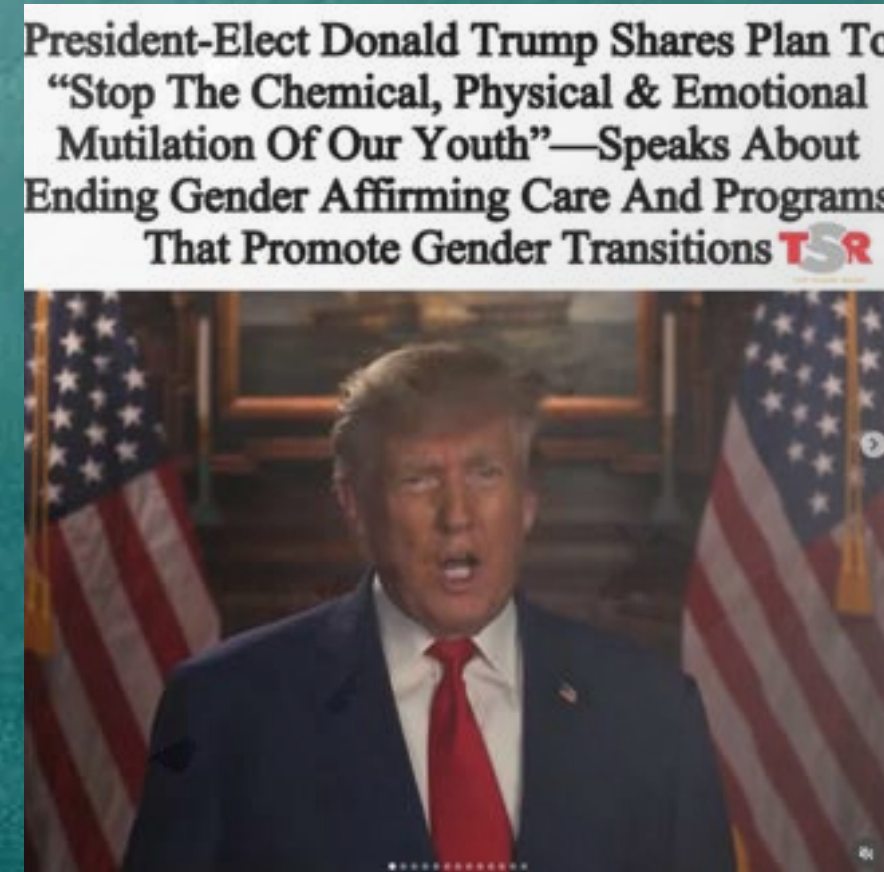 President-Elect Donald Trump Shares Plan To
“Stop The Chemical, Physical & Emotional
Mutilation Of Our Youth”—Speaks About
Ending Gender Affirming Care And Programs
That Promote Gender Transitions TSR